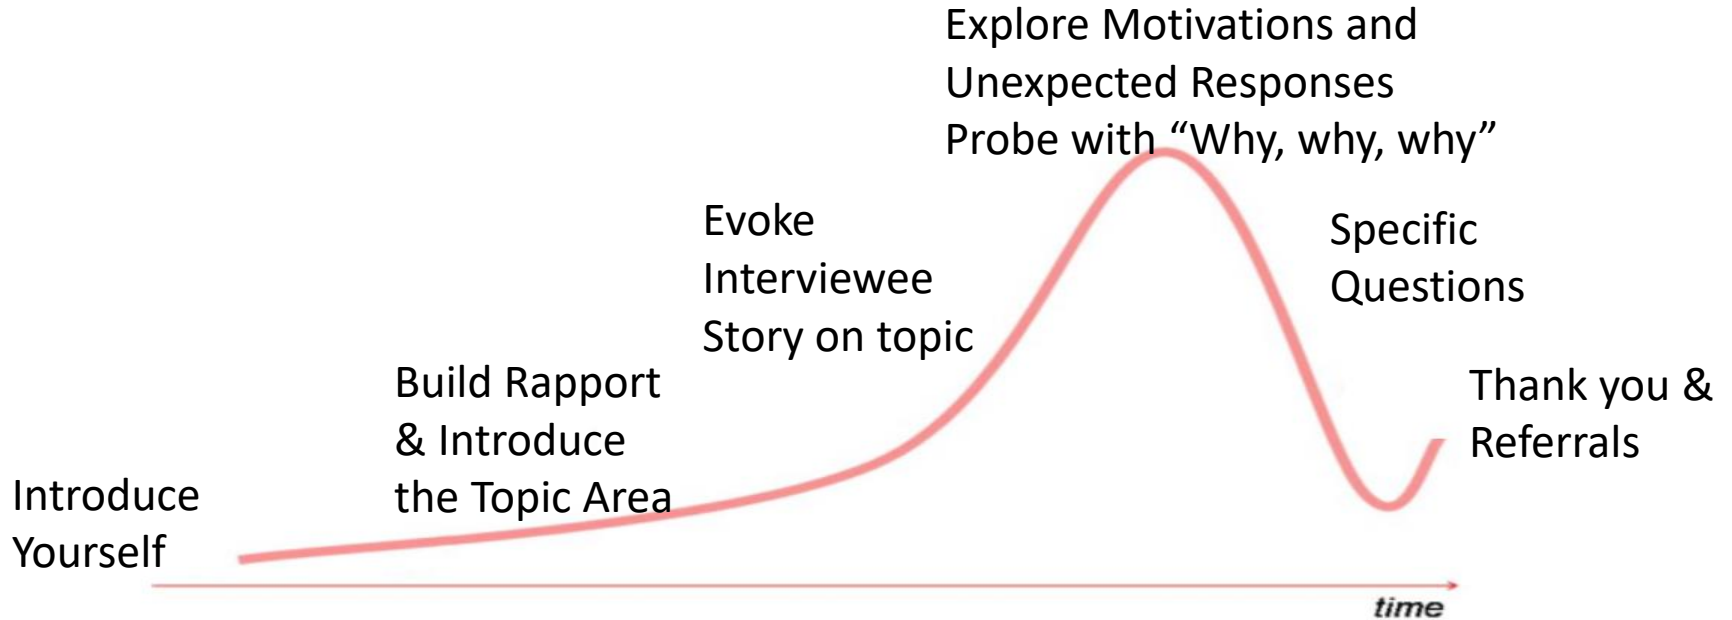 Introduce
Yourself
Build Rapport
& Introduce
the Topic Area
Evoke
Interviewee
Story on topic
Explore Motivations and
Unexpected Responses
Probe with “Why, why, why”
Specific
Questions
Thank you &
Referrals
time